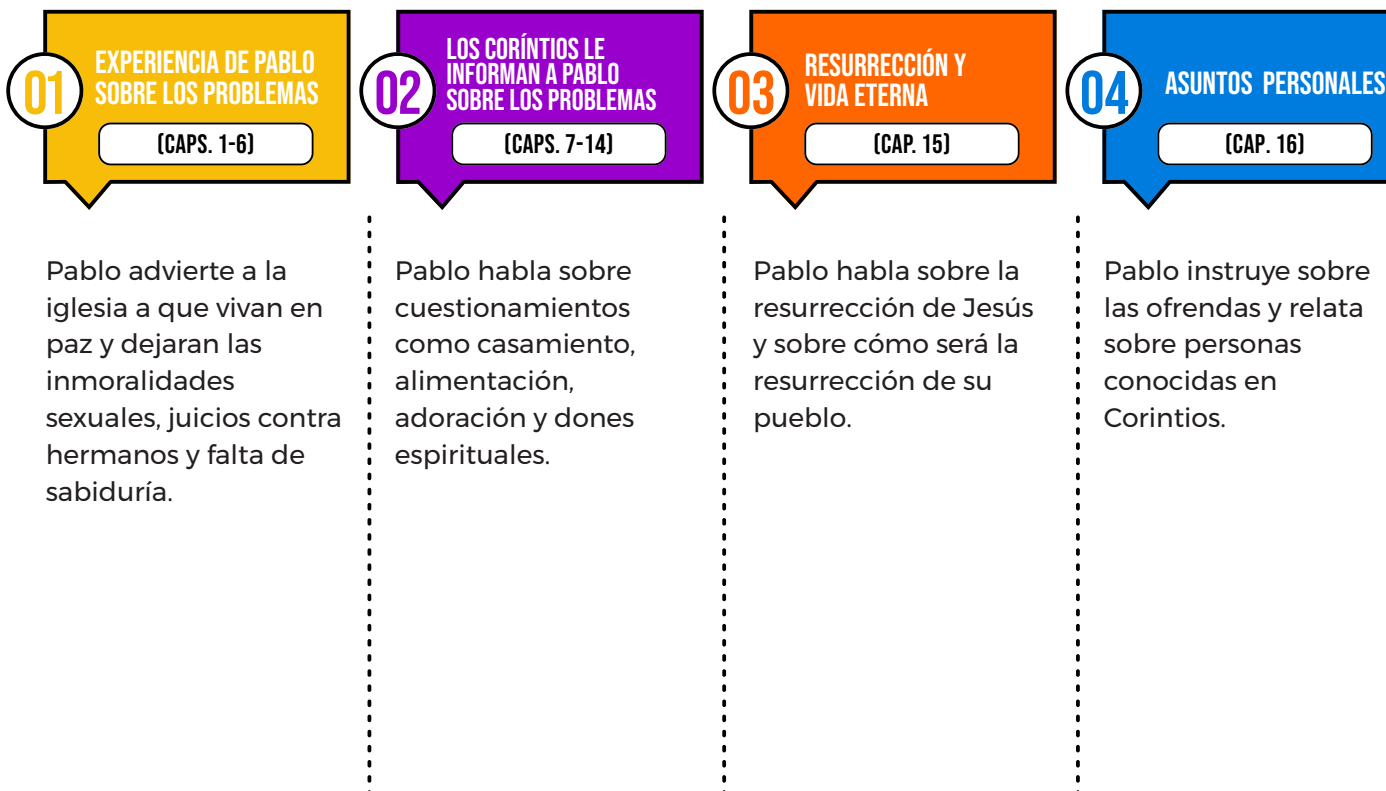 01
EXPERIENCIA DE PABLO
SOBRE LOS PROBLEMAS
(CAPS. 1-6)
Pablo advierte a la
iglesia a que vivan en
paz y dejaran las
inmoralidades
sexuales, juicios contra
hermanos y falta de
sabiduría.
02
LOS CORÍNTIOS LE
INFORMAN A PABLO
SOBRE LOS PROBLEMAS
(CAPS. 7-14)
Pablo habla sobre
cuestionamientos
como casamiento,
alimentación,
adoración y dones
espirituales.
03
RESURRECCIÓN Y
VIDA ETERNA
(CAP. 15)
Pablo habla sobre la
resurrección de Jesús
y sobre cómo será la
resurrección de su
pueblo.
04
ASUNTOS PERSONALES
(CAP. 16)
Pablo instruye sobre
las ofrendas y relata
sobre personas
conocidas en
Corintios.